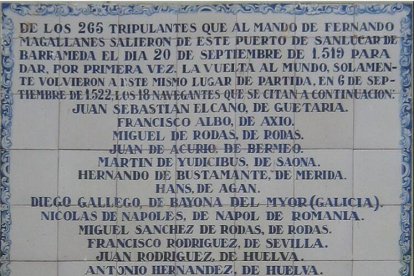 DE LOS 265 TRIPULANTES QUE AL MANDO DE FERNANDO
MAGALLANES SALIERON DE ESTE PUERTO DE SANLUCAR DE
BARRAMEDA EL DIA 20 DE SEPTIEMBRE DE 1.519 PARA
DAR, POR PRIMERA VEZ, LA VUELTA AL MUNDO, SOLAMEN-
TE VOLVIERON A ESTE MISMO LUGAR DE PARTIDA, EN 6 DE SEP-
TIEMBRE DE 1.522, LOS 18 NAVEGANTES QUE SE CITAN A CONTINUACION:
JUAN SEBASTIAN ELCANO, DE GUETARIA.
FRANCISCO ALBO, DE AXIO.
MIGUEL DE RODAS, DE RODAS.
JUAN DE ACURIO, DE BERMEO.
MARTIN DE YUDICIBUS, DE SAONA.
HERNANDO DE BUSTAMANTE, DE MERIDA.
HANS, DE AGAN.
DIEGO GALLEGO, DE BAYONA DEL MYOR (GALICIA).
NICOLAS DE NAPOLES, DE NAPOL DE ROMANIA.
MIGUEL SANCHEZ DE RODAS, DE RODAS.
FRANCISCO RODRIGUEZ, DE SEVILLA.
JUAN RODRIGUEZ, DE HUELVA.
ANTONIO HERNANDEZ, DE HUELVA.